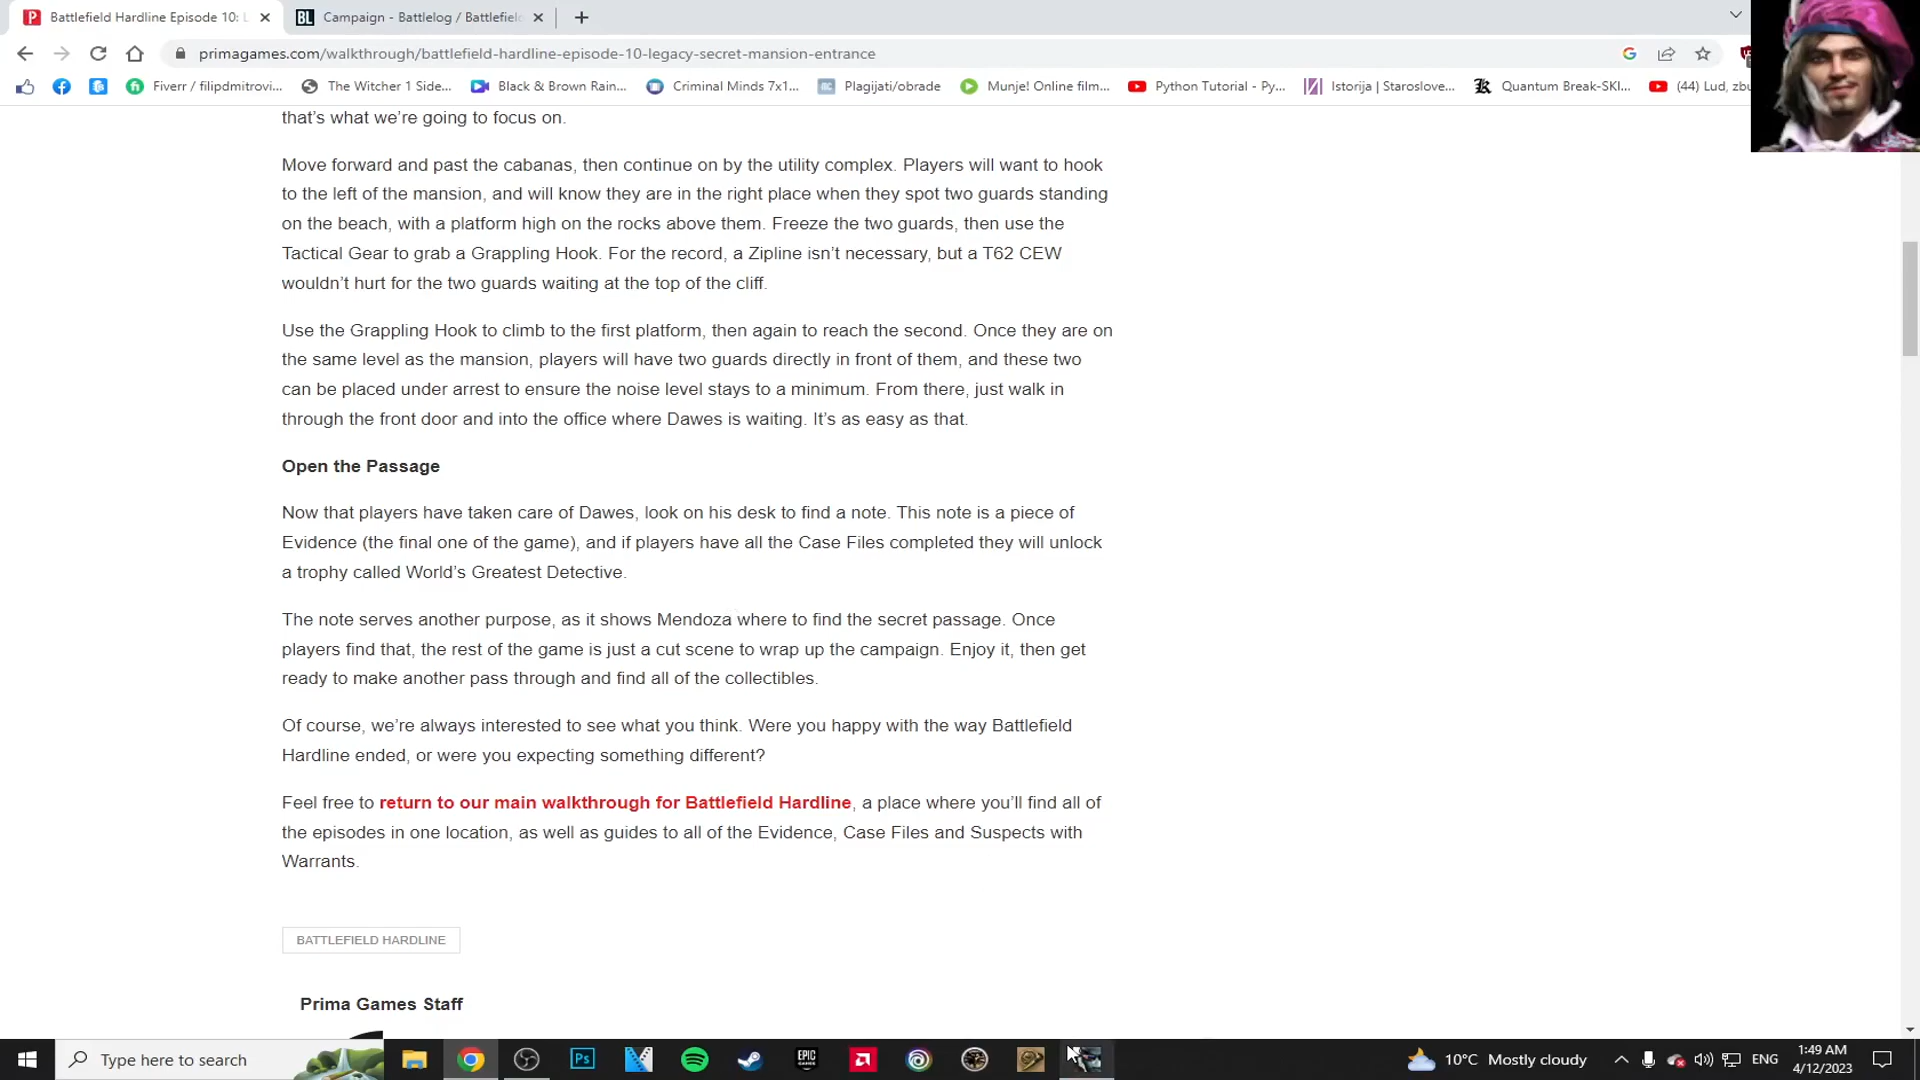 Battlefield Hardline Episode 10: L
Campaign - Battlelog / Battlefiel
primagames.com/walkthrough/battlefield-hardline-episode-10-legacy-secret-mansion-entrance
Fiverr / filipdmitrovi...
The Witcher 1 Side...
Black & Brown Rain...
Criminal Minds 7x1...
Plagijati/obrade
Munje! Online film...
Python Tutorial - Py...
Istorija | Staroslove...
Quantum Break-SKI...
(44) Lud, zbu
that's what we're going to focus on.
Move forward and past the cabanas, then continue on by the utility complex. Players will want to hook
to the left of the mansion, and will know they are in the right place when they spot two guards standing
on the beach, with a platform high on the rocks above them. Freeze the two guards, then use the
Tactical Gear to grab a Grappling Hook. For the record, a Zipline isn't necessary, but a T62 CEW
wouldn't hurt for the two guards waiting at the top of the cliff.
Use the Grappling Hook to climb to the first platform, then again to reach the second. Once they are on
the same level as the mansion, players will have two guards directly in front of them, and these two
can be placed under arrest to ensure the noise level stays to a minimum. From there, just walk in
through the front door and into the office where Dawes is waiting. It's as easy as that.
Open the Passage
Now that players have taken care of Dawes, look on his desk to find a note. This note is a piece of
Evidence (the final one of the game), and if players have all the Case Files completed they will unlock
a trophy called World's Greatest Detective.
The note serves another purpose, as it shows Mendoza where to find the secret passage. Once
players find that, the rest of the game is just a cut scene to wrap up the campaign. Enjoy it, then get
ready to make another pass through and find all of the collectibles.
Of course, we're always interested to see what you think. Were you happy with the way Battlefield
Hardline ended, or were you expecting something different?
Feel free to return to our main walkthrough for Battlefield Hardline, a place where you'll find all of
the episodes in one location, as well as guides to all of the Evidence, Case Files and Suspects with
Warrants.
BATTLEFIELD HARDLINE
Prima Games Staff
Type here to search
10°C Mostly cloudy
ENG
1:49 AM
4/12/2023